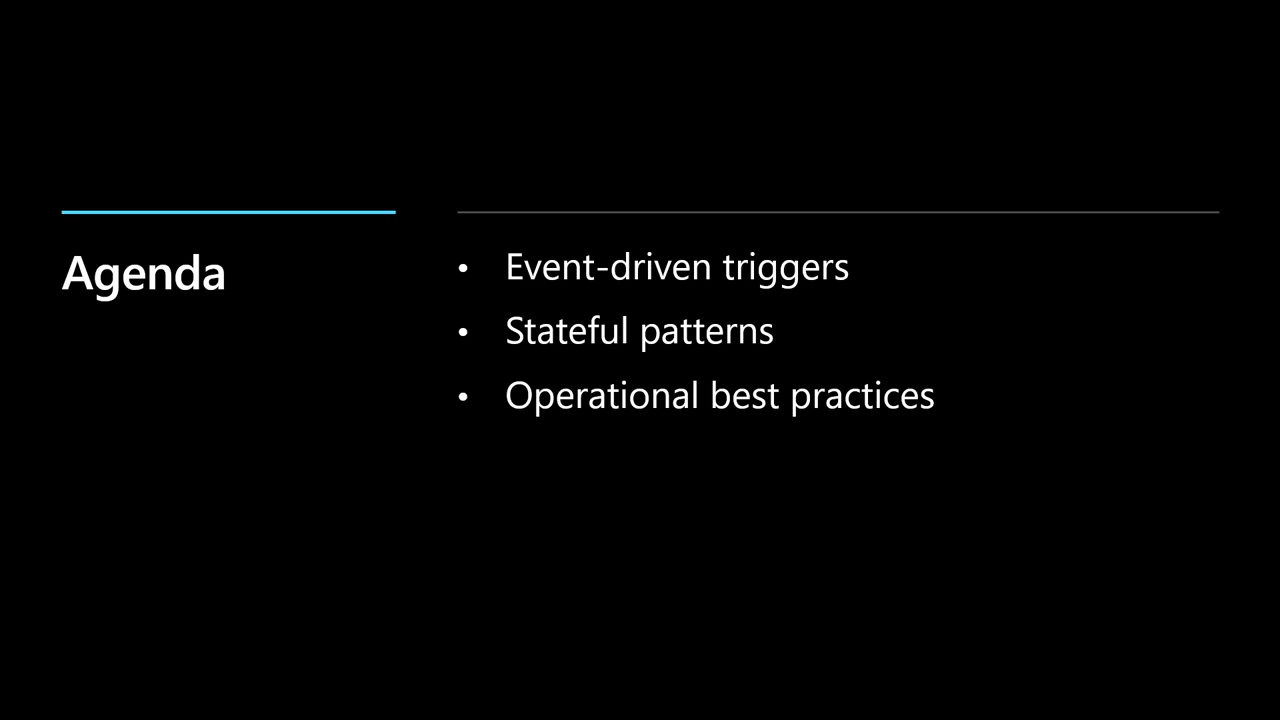 Agenda
• Event-driven triggers
• Stateful patterns
• Operational best practices